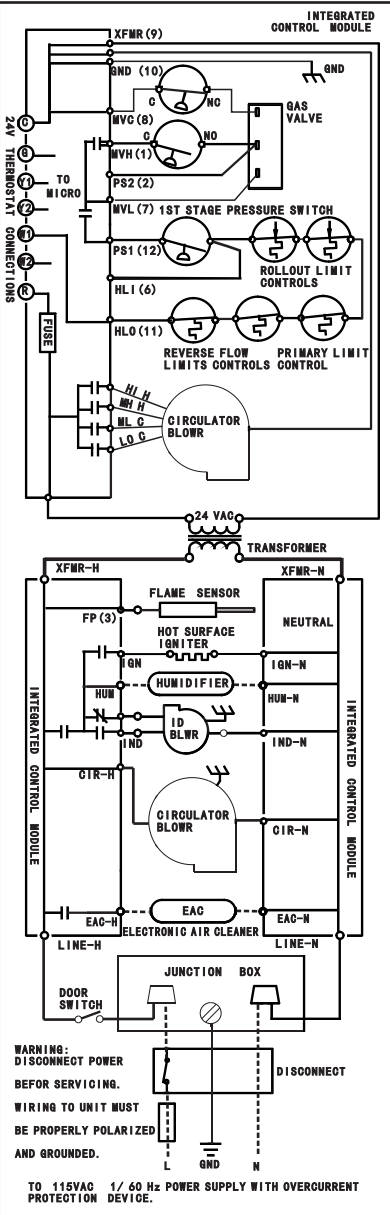 INTEGRATED
CONTROL MODULE
XFMR(9)
GND (10)
GND
C
NC
GAS
VALVE
24V THERMOSTAT CONNECTIONS
C
G
Y1
Y2
W1
W2
R
MVC (8)
MVH (1)
C
NO
PS2 (2)
TO
MICRO
MVL (7)
1ST STAGE PRESSURE SWITCH
PS1 (12)
ROLLOUT LIMIT
CONTROLS
HLI (6)
HLO (11)
FUSE
REVERSE FLOW
LIMITS CONTROLS
PRIMARY LIMIT
CONTROL
HI H
MH H
ML C
LO C
CIRCULATOR
BLOWR
24 VAC
TRANSFORMER
XFMR-H
XFMR-N
FLAME SENSOR
FP (3)
NEUTRAL
HOT SURFACE
IGNITER
IGN
IGN-N
HUM
HUMIDIFIER
HUM-N
ID
BLWR
IND
IND-N
INTEGRATED CONTROL MODULE
INTEGRATED CONTROL MODULE
CIR-H
CIRCULATOR
BLOWR
CIR-N
EAC
EAC-H
EAC-N
ELECTRONIC AIR CLEANER
LINE-H
LINE-N
JUNCTION BOX
DOOR
SWITCH
WARNING:
DISCONNECT POWER
BEFOR SERVICING.
WIRING TO UNIT MUST
BE PROPERLY POLARIZED
AND GROUNDED.
DISCONNECT
L
GND
N
TO 115VAC 1/ 60 Hz POWER SUPPLY WITH OVERCURRENT
PROTECTION DEVICE.